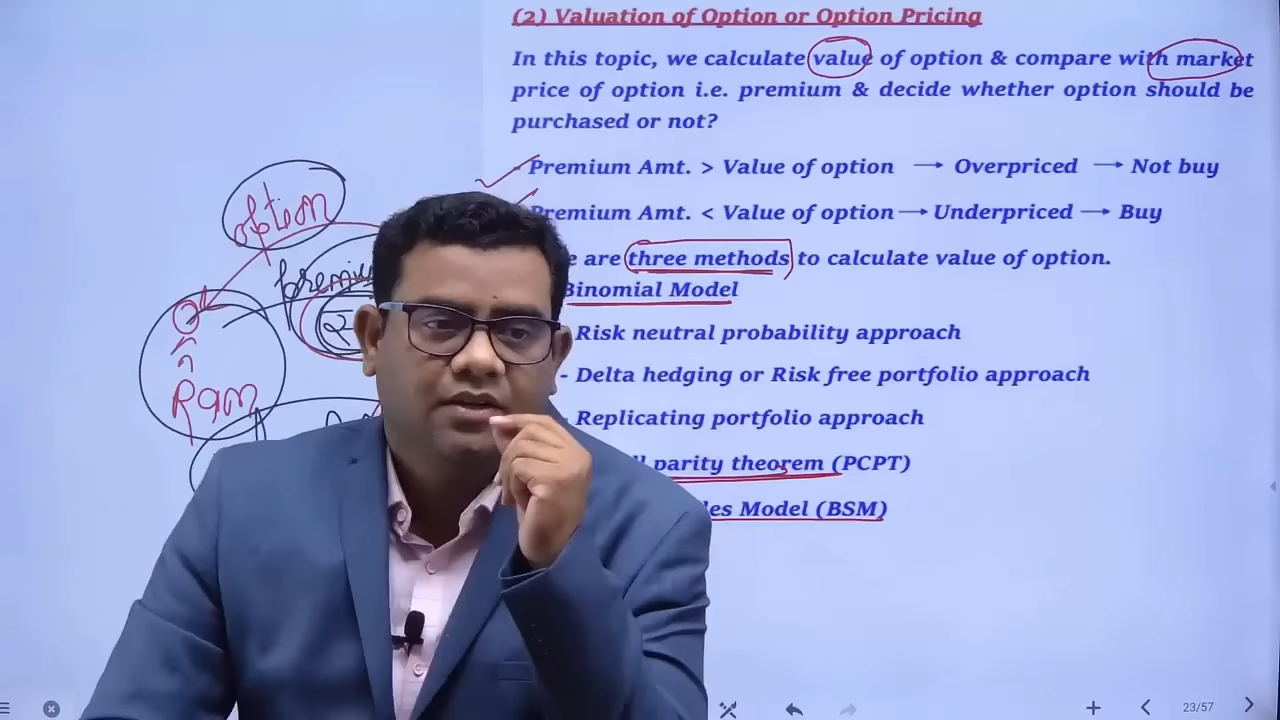 (2) Valuation of Option or Option Pricing
In this topic, we calculate value of option & compare with market
price of option i.e. premium & decide whether option should be
purchased or not?
Premium Amt. > Value of option → Overpriced → Not buy
Premium Amt. < Value of option → Underpriced → Buy
are three methods to calculate value of option.
Binomial Model
Risk neutral probability approach
- Delta hedging or Risk free portfolio approach
- Replicating portfolio approach
parity theorem (PCPT)
Model (BSM)
option
Ram
23/57